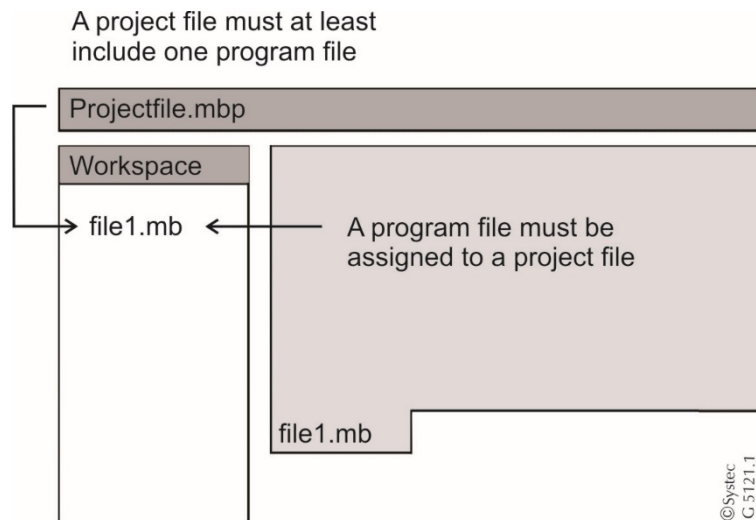 A project file must at least
include one program file
Projectfile.mbp
Workspace
file1.mb
A program file must be
assigned to a project file
file1.mb
©Systec
G 5121.1